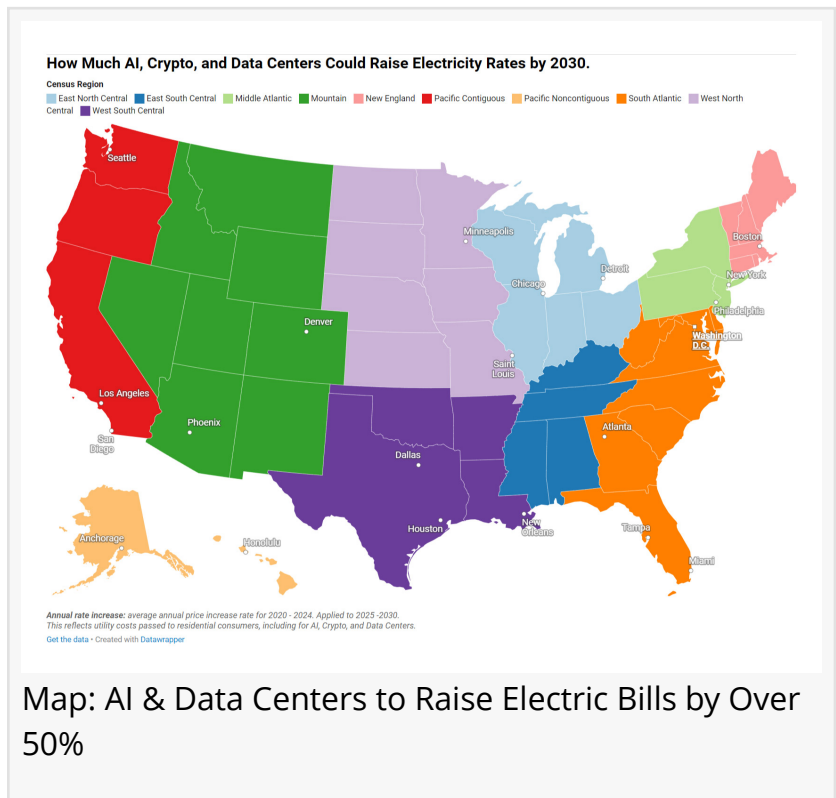 How Much AI, Crypto, and Data Centers Could Raise Electricity Rates by 2030.
Census Region
East North Central East South Central Middle Atlantic Mountain New England Pacific Contiguous Pacific Noncontiguous South Atlantic West North
Central West South Central
Seattle
Minneapolis
Boston
Detroit
New York
Chicago
Philadelphia
Denver
Washington
D.C.
Saint
Louis
Los Angeles
Phoenix
Atlanta
San
Diego
Dallas
Houston
New
Orleans
Tampa
Anchorage
Honolulu
Miami
Annual rate increase: average annual price increase rate for 2020 - 2024. Applied to 2025 -2030.
This reflects utility costs passed to residential consumers, including for AI, Crypto, and Data Centers.
Get the data • Created with Datawrapper
Map: AI & Data Centers to Raise Electric Bills by Over
50%